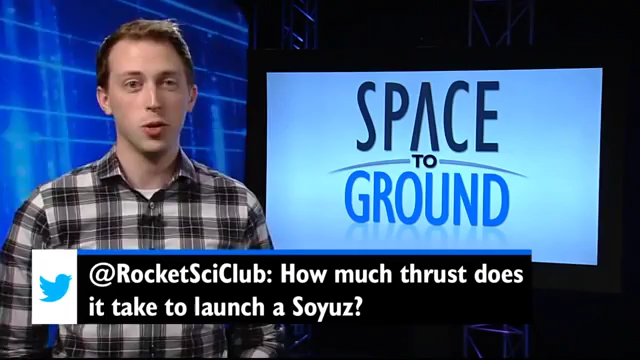 SPACE
TO
GROUND
@RocketSciClub: How much thrust does
it take to launch a Soyuz?